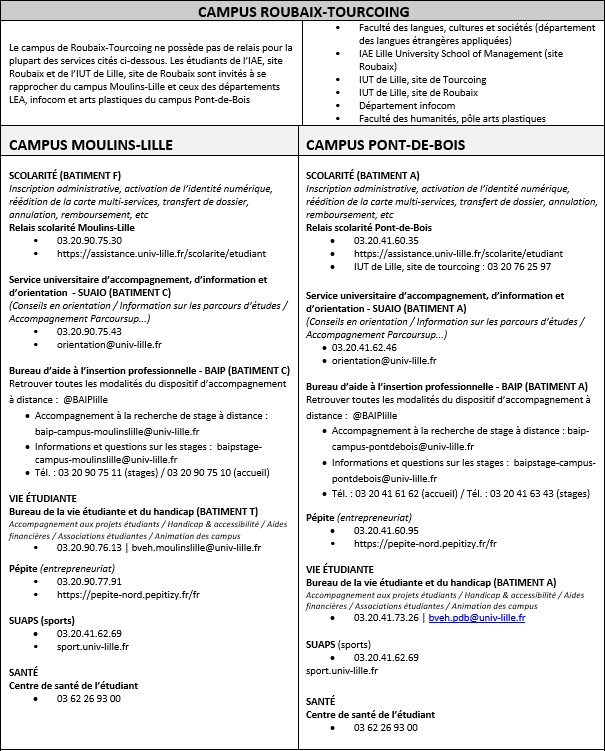 CAMPUS ROUBAIX-TOURCOING
Le campus de Roubaix-Tourcoing ne possède pas de relais pour la
plupart des services cités ci-dessous. Les étudiants de l'IAE, site
Roubaix et de l'IUT de Lille, site de Roubaix sont invités à se
rapprocher du campus Moulins-Lille et ceux des départements
LEA, infocom et arts plastiques du campus Pont-de-Bois
• Faculté des langues, cultures et sociétés (département
des langues étrangères appliquées)
• IAE Lille University School of Management (site
Roubaix)
• IUT de Lille, site de Tourcoing
• IUT de Lille, site de Roubaix
• Département infocom
• Faculté des humanités, pôle arts plastiques
CAMPUS MOULINS-LILLE
SCOLARITÉ (BATIMENT F)
Inscription administrative, activation de l'identité numérique,
réédition de la carte multi-services, transfert de dossier,
annulation, remboursement, etc
Relais scolarité Moulins-Lille
• 03.20.90.75.30
• https://assistance.univ-lille.fr/scolarite/etudiant
Service universitaire d'accompagnement, d'information et
d'orientation - SUAIO (BATIMENT C)
(Conseils en orientation / Information sur les parcours d'études /
Accompagnement Parcoursup...)
• 03.20.90.75.43
• orientation@univ-lille.fr
Bureau d'aide à l'insertion professionnelle - BAIP (BATIMENT C)
Retrouver toutes les modalités du dispositif d'accompagnement
à distance : @BAIPlille
• Accompagnement à la recherche de stage à distance :
baip-campus-moulinslille@univ-lille.fr
• Informations et questions sur les stages : baipstage-
campus-moulinslille@univ-lille.fr
• Tél. : 03 20 90 75 11 (stages) / 03 20 90 75 10 (accueil)
VIE ÉTUDIANTE
Bureau de la vie étudiante et du handicap (BATIMENT T)
Accompagnement aux projets étudiants / Handicap & accessibilité / Aides
financières / Associations étudiantes / Animation des campus
• 03.20.90.76.13 | bveh.moulinslille@univ-lille.fr
Pépite (entrepreneuriat)
• 03.20.90.77.91
• https://pepite-nord.pepitizy.fr/fr
SUAPS (sports)
• 03.20.41.62.69
• sport.univ-lille.fr
SANTÉ
Centre de santé de l'étudiant
• 03 62 26 93 00
CAMPUS PONT-DE-BOIS
SCOLARITÉ (BATIMENT A)
Inscription administrative, activation de l'identité numérique,
réédition de la carte multi-services, transfert de dossier, annulation,
remboursement, etc
Relais scolarité Pont-de-Bois
• 03.20.41.60.35
• https://assistance.univ-lille.fr/scolarite/etudiant
• IUT de Lille, site de tourcoing : 03 20 76 25 97
Service universitaire d'accompagnement, d'information et
d'orientation - SUAIO (BATIMENT A)
(Conseils en orientation / Information sur les parcours d'études /
Accompagnement Parcoursup...)
• 03.20.41.62.46
• orientation@univ-lille.fr
Bureau d'aide à l'insertion professionnelle - BAIP (BATIMENT A)
Retrouver toutes les modalités du dispositif d'accompagnement
à distance : @BAIPlille
• Accompagnement à la recherche de stage à distance : baip-
campus-pontdebois@univ-lille.fr
• Informations et questions sur les stages : baipstage-campus-
pontdebois@univ-lille.fr
• Tél. : 03 20 41 61 62 (accueil) / Tél. : 03 20 41 63 43 (stages)
Pépite (entrepreneuriat)
• 03.20.41.60.95
• https://pepite-nord.pepitizy.fr/fr
VIE ÉTUDIANTE
Bureau de la vie étudiante et du handicap (BATIMENT A)
Accompagnement aux projets étudiants / Handicap & accessibilité / Aides
financières / Associations étudiantes / Animation des campus
• 03.20.41.73.26 | bveh.pdb@univ-lille.fr
SUAPS (sports)
• 03.20.41.62.69
sport.univ-lille.fr
SANTÉ
Centre de santé de l'étudiant
• 03 62 26 93 00